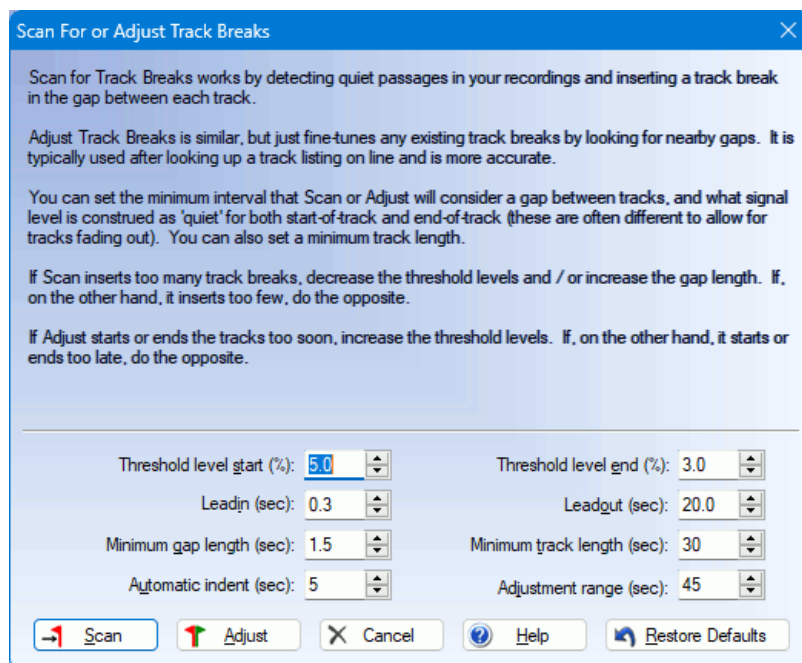 Scan For or Adjust Track Breaks
Scan for Track Breaks works by detecting quiet passages in your recordings and inserting a track break
in the gap between each track.
Adjust Track Breaks is similar, but just fine-tunes any existing track breaks by looking for nearby gaps. It is
typically used after looking up a track listing on line and is more accurate.
You can set the minimum interval that Scan or Adjust will consider a gap between tracks, and what signal
level is construed as 'quiet' for both start-of-track and end-of-track (these are often different to allow for
tracks fading out). You can also set a minimum track length.
If Scan inserts too many track breaks, decrease the threshold levels and / or increase the gap length. If,
on the other hand, it inserts too few, do the opposite.
If Adjust starts or ends the tracks too soon, increase the threshold levels. If, on the other hand, it starts or
ends too late, do the opposite.
Threshold level start (%): 5.0 Threshold level end (%): 3.0
Leadin (sec): 0.3 Leadout (sec): 20.0
Minimum gap length (sec): 1.5 Minimum track length (sec): 30
Automatic indent (sec): 5 Adjustment range (sec): 45
Scan Adjust Cancel Help Restore Defaults